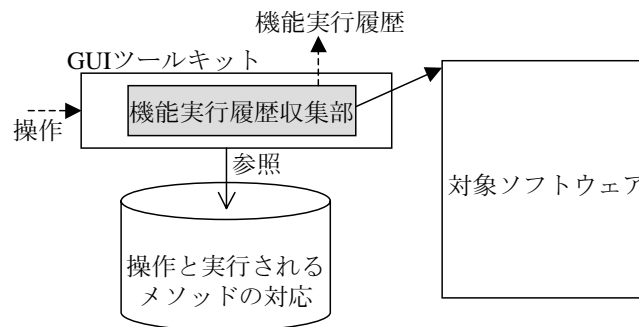 機能実行履歴
GUIツールキット
機能実行履歴収集部
操作
参照
対象ソフトウェア
操作と実行される
メソッドの対応